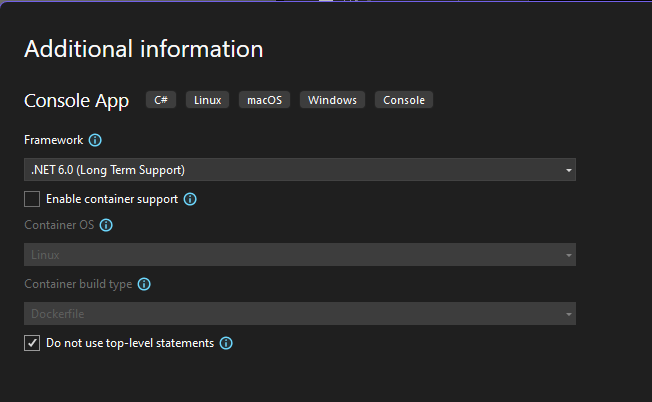 Additional information
Console App C# Linux macOS Windows Console
Framework
.NET 6.0 (Long Term Support)
Enable container support
Container OS
Linux
Container build type
Dockerfile
Do not use top-level statements